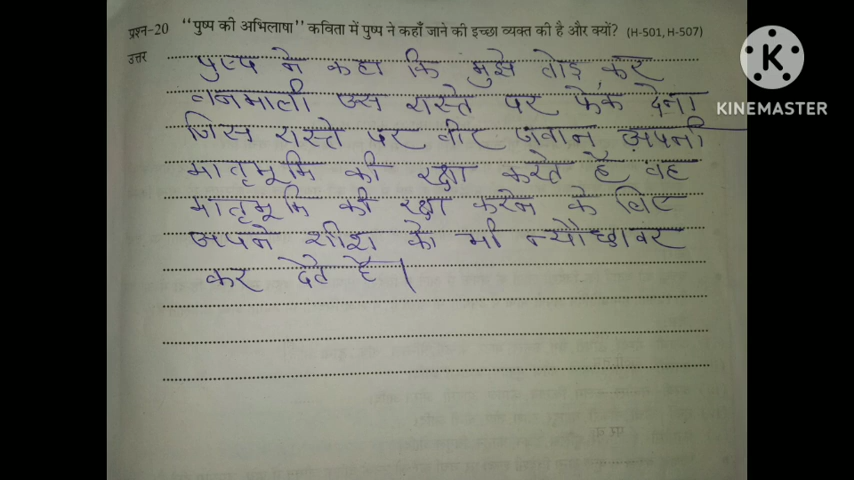 प्रश्न-20 "पुष्प की अभिलाषा" कविता में पुष्प ने कहाँ जाने की इच्छा व्यक्त की है और क्यों? (H-501, H-507)
उत्तर
पुष्प ने कहा कि मुझे तोड़ कर
वनमाली उस रास्ते पर फेंक देना
जिस रास्ते पर वीर जवान अपनी
मातृभूमि की रक्षा करते है वह
मातृभूमि की रक्षा करने के लिए
अपने शीश को भी न्यौछावर
कर देते है।
KINEMASTER